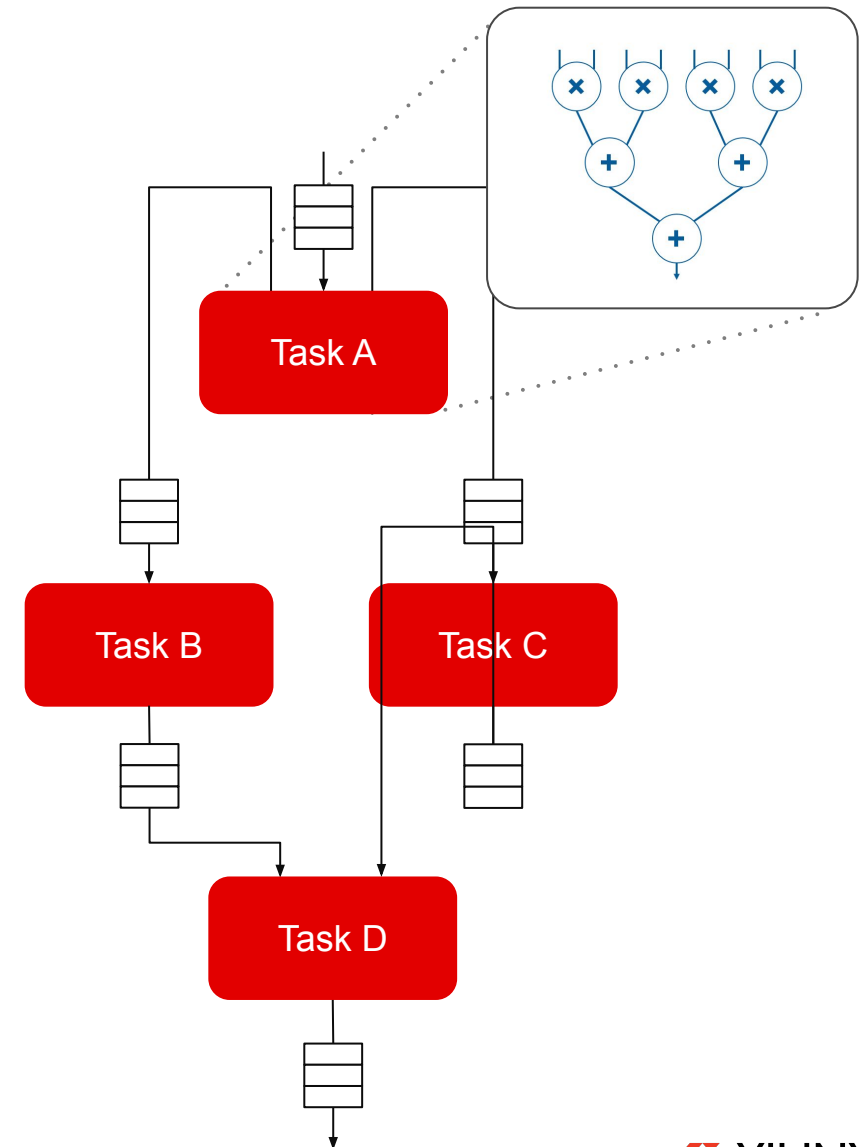 × × × ×
+ +
+
Task A
Task B Task C
Task D